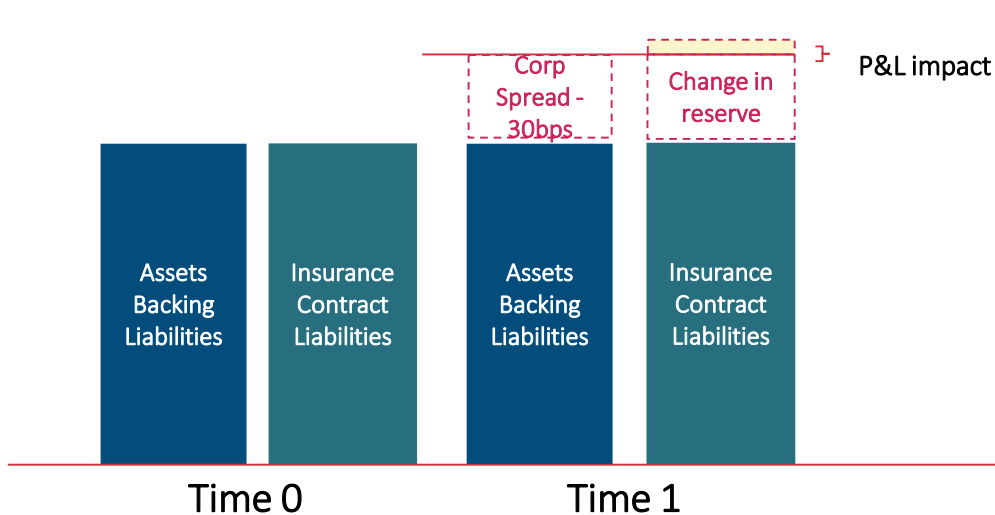 Corp
Spread -
30bps
Change in
reserve
P&L impact
Assets
Backing
Liabilities
Insurance
Contract
Liabilities
Assets
Backing
Liabilities
Insurance
Contract
Liabilities
Time 0
Time 1